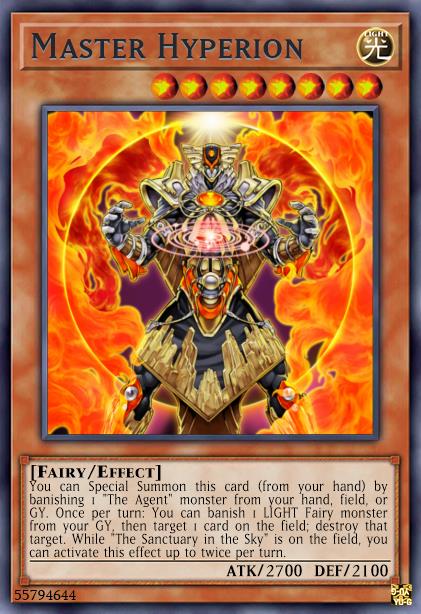 Master Hyperion
LIGHT
光
[Fairy/Effect]
You can Special Summon this card (from your hand) by
banishing 1 "The Agent" monster from your hand, field, or
GY. Once per turn: You can banish 1 LIGHT Fairy monster
from your GY, then target 1 card on the field; destroy that
target. While "The Sanctuary in the Sky" is on the field, you
can activate this effect up to twice per turn.
ATK/2700 DEF/2100
55794644